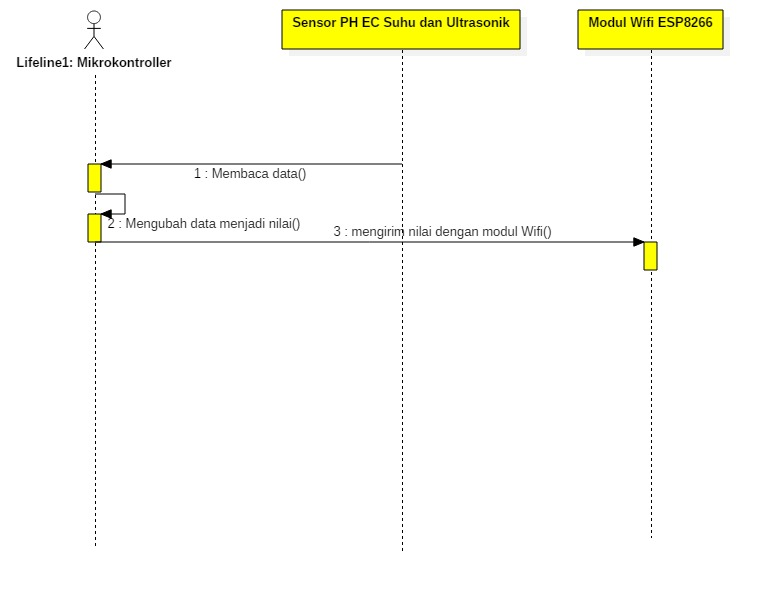 Sensor PH EC Suhu dan Ultrasonik
Modul Wifi ESP8266
Lifeline1: Mikrokontroller
1 : Membaca data()
2 : Mengubah data menjadi nilai()
3 : mengirim nilai dengan modul Wifi()